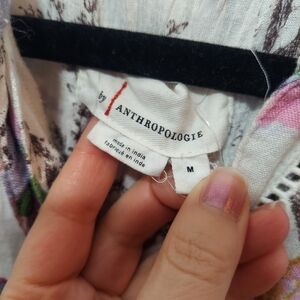 by ANTHROPOLOGIE
made in india
fabriqué en inde
M